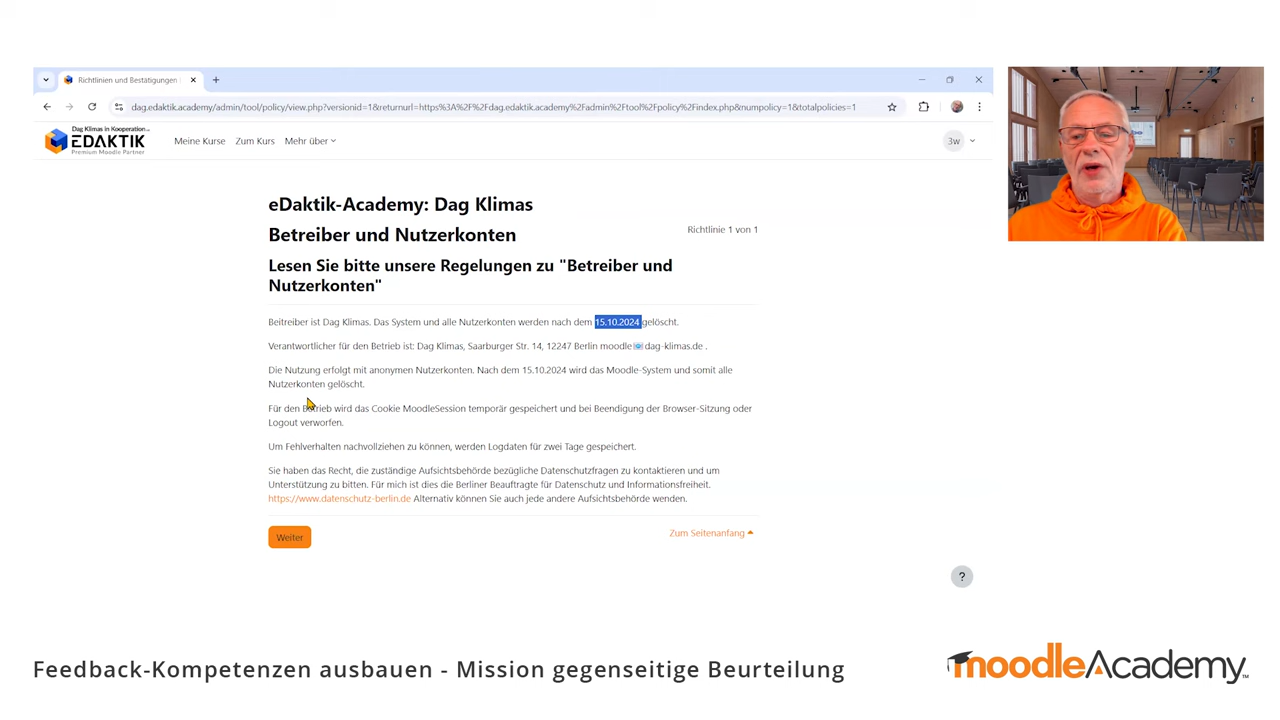 Richtlinien und Bestätigungen
dag.edaktik.academy/admin/tool/policy/view.php?versionid=1&returnurl=https%3A%2F%2Fdag.edaktik.academy%2Fadmin%2Ftool%2Fpolicy%2Findex.php&numpolicy=1&totalpolicies=1
Dag Klimas in Kooperation
EDAKTIK
Premium Moodle Partner
Meine Kurse
Zum Kurs
Mehr über
3w
eDaktik-Academy: Dag Klimas
Betreiber und Nutzerkonten
Richtlinie 1 von 1
Lesen Sie bitte unsere Regelungen zu "Betreiber und
Nutzerkonten"
Beitreiber ist Dag Klimas. Das System und alle Nutzerkonten werden nach dem 15.10.2024 gelöscht.
Verantwortlicher für den Betrieb ist: Dag Klimas, Saarburger Str. 14, 12247 Berlin moodle📧dag-klimas.de .
Die Nutzung erfolgt mit anonymen Nutzerkonten. Nach dem 15.10.2024 wird das Moodle-System und somit alle
Nutzerkonten gelöscht.
Für den Betrieb wird das Cookie MoodleSession temporär gespeichert und bei Beendigung der Browser-Sitzung oder
Logout verworfen.
Um Fehlverhalten nachvollziehen zu können, werden Logdaten für zwei Tage gespeichert.
Sie haben das Recht, die zuständige Aufsichtsbehörde bezügliche Datenschutzfragen zu kontaktieren und um
Unterstützung zu bitten. Für mich ist dies die Berliner Beauftragte für Datenschutz und Informationsfreiheit.
https://www.datenschutz-berlin.de Alternativ können Sie auch jede andere Aufsichtsbehörde wenden.
Weiter
Zum Seitenanfang
?
Feedback-Kompetenzen ausbauen - Mission gegenseitige Beurteilung
moodleAcademy™